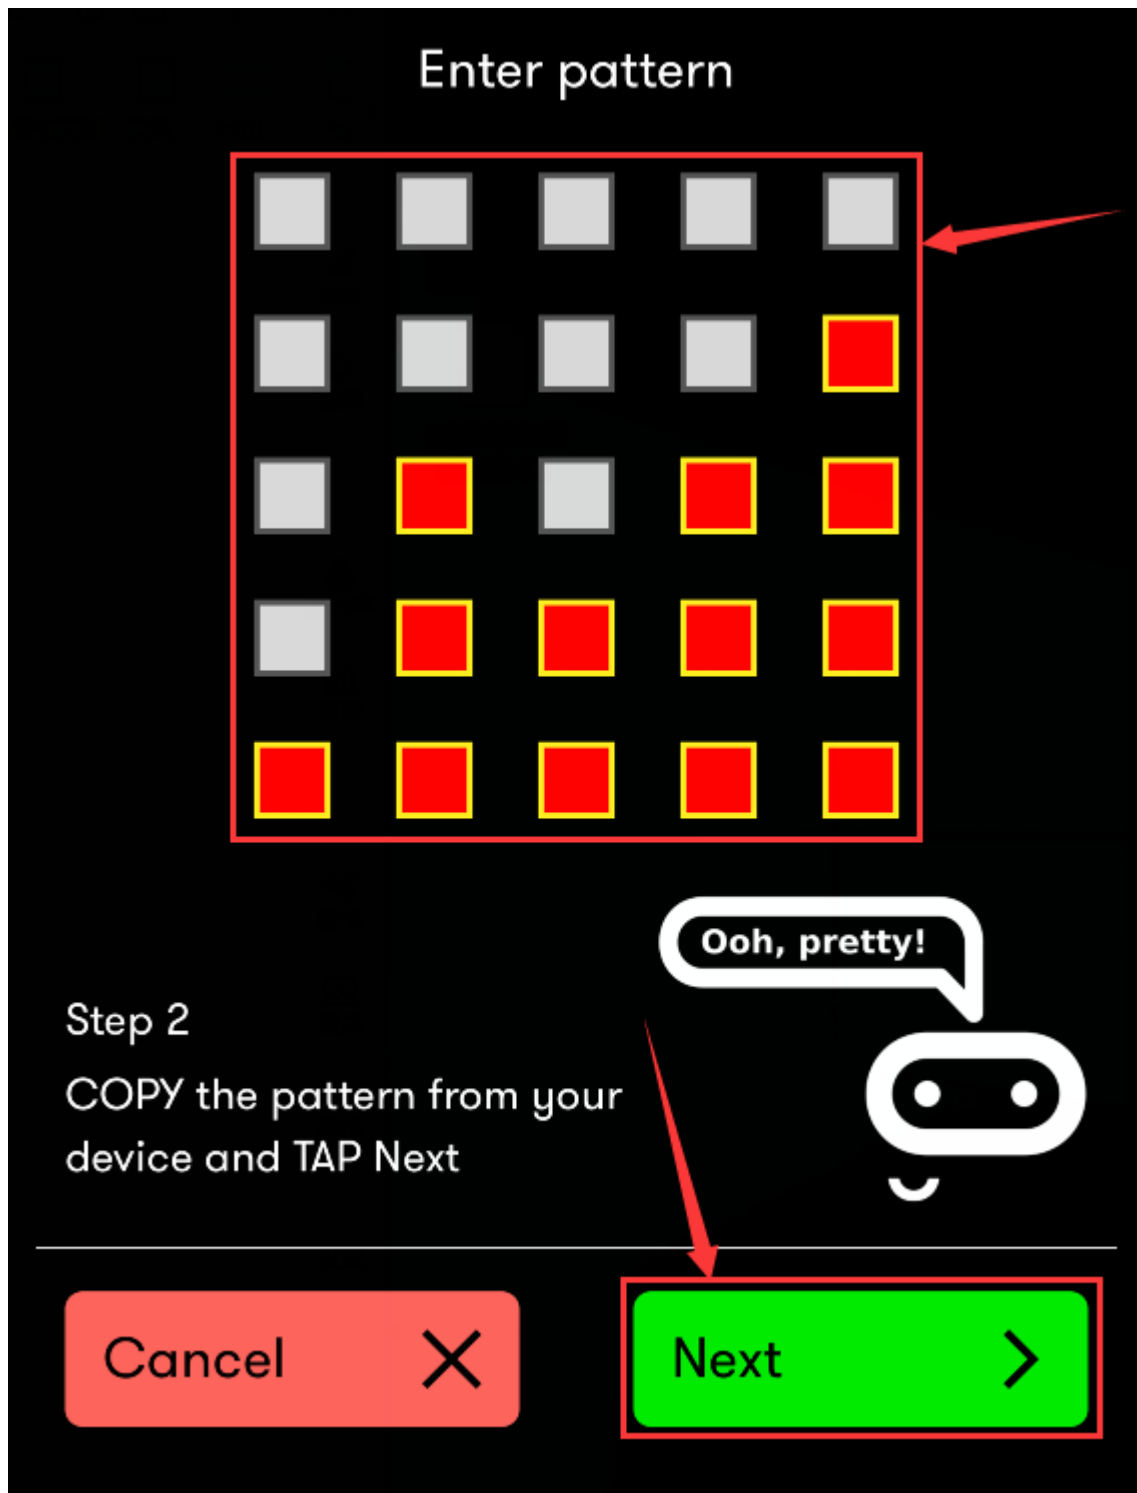 Enter pattern
Ooh, pretty!
Step 2
COPY the pattern from your
device and TAP Next
Cancel
Next